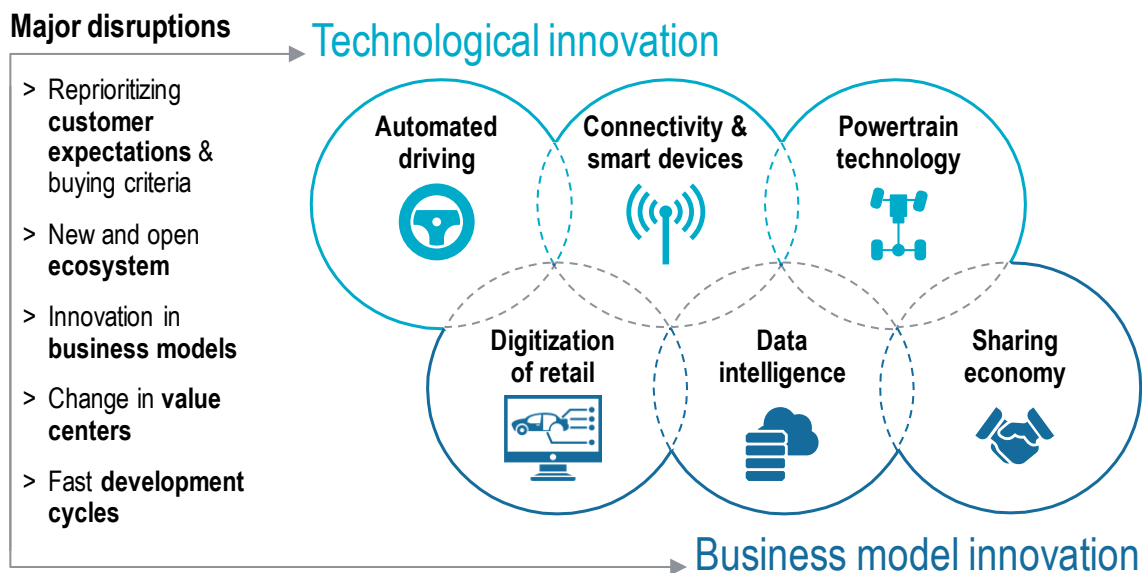 Major disruptions
Technological innovation
> Reprioritizing
customer
expectations &
buying criteria
> New and open
ecosystem
> Innovation in
business models
> Change in value
centers
> Fast development
cycles
Automated
driving
Connectivity &
smart devices
Powertrain
technology
Digitization
of retail
Data
intelligence
Sharing
economy
Business model innovation